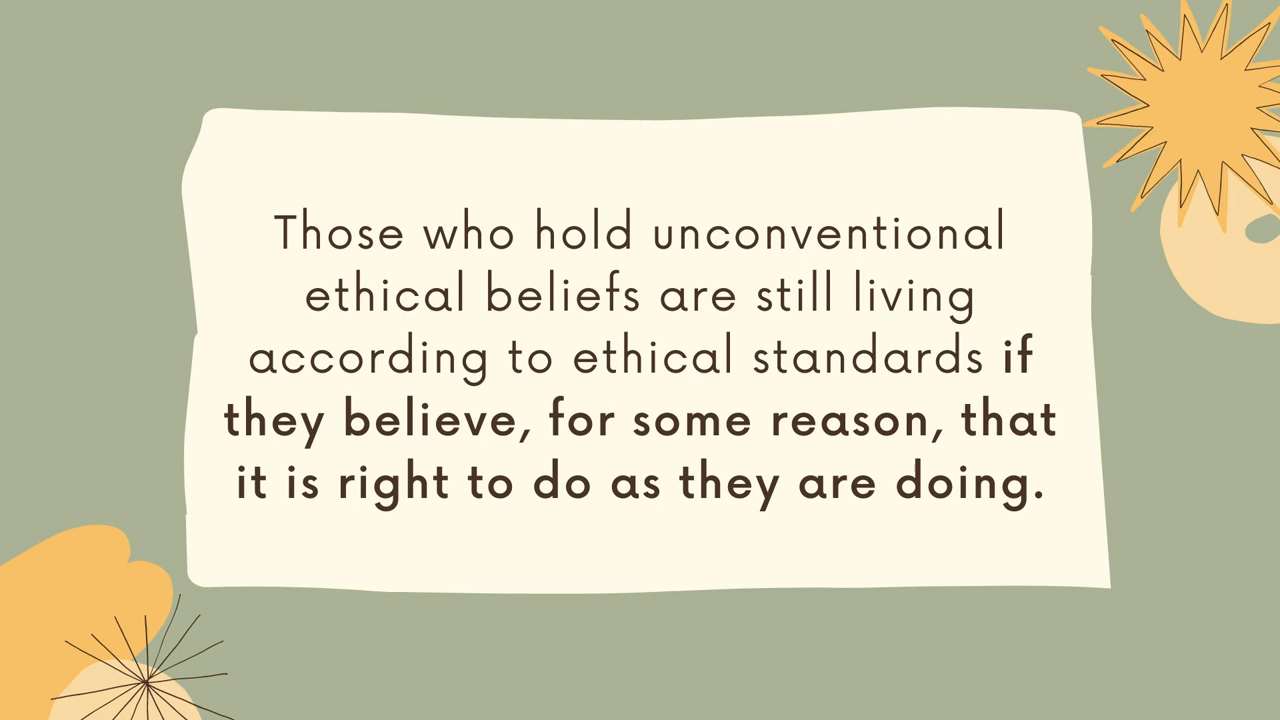 Those who hold unconventional
ethical beliefs are still living
according to ethical standards if
they believe, for some reason, that
it is right to do as they are doing.